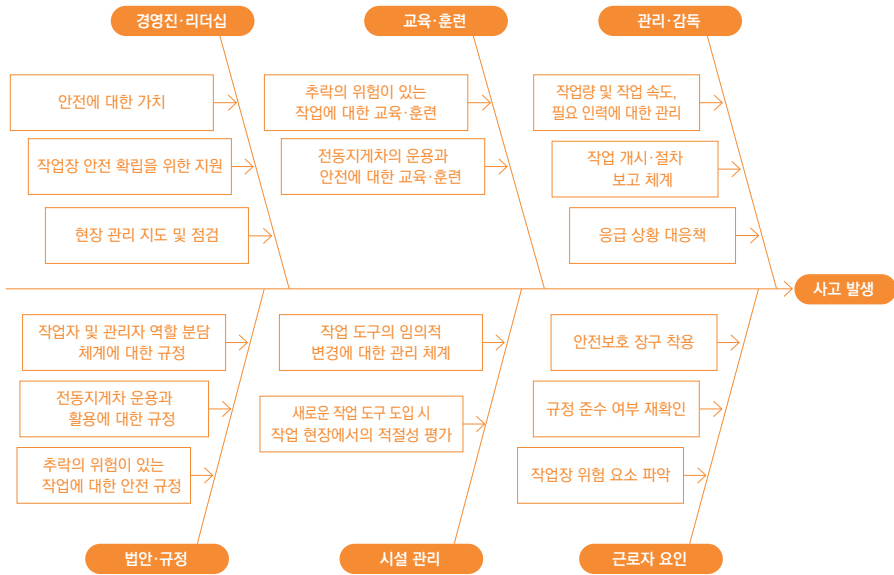 경영진·리더십
교육·훈련
관리·감독
안전에 대한 가치
작업장 안전 확립을 위한 지원
현장 관리 지도 및 점검
추락의 위험이 있는
작업에 대한 교육·훈련
전동지게차의 운용과
안전에 대한 교육·훈련
작업량 및 작업 속도,
필요 인력에 대한 관리
작업 개시·절차
보고 체계
응급 상황 대응책
사고 발생
작업자 및 관리자 역할 분담
체계에 대한 규정
전동지게차 운용과
활용에 대한 규정
추락의 위험이 있는
작업에 대한 안전 규정
작업 도구의 임의적
변경에 대한 관리 체계
새로운 작업 도구 도입 시
작업 현장에서의 적절성 평가
안전보호 장구 착용
규정 준수 여부 재확인
작업장 위험 요소 파악
법안·규정
시설 관리
근로자 요인